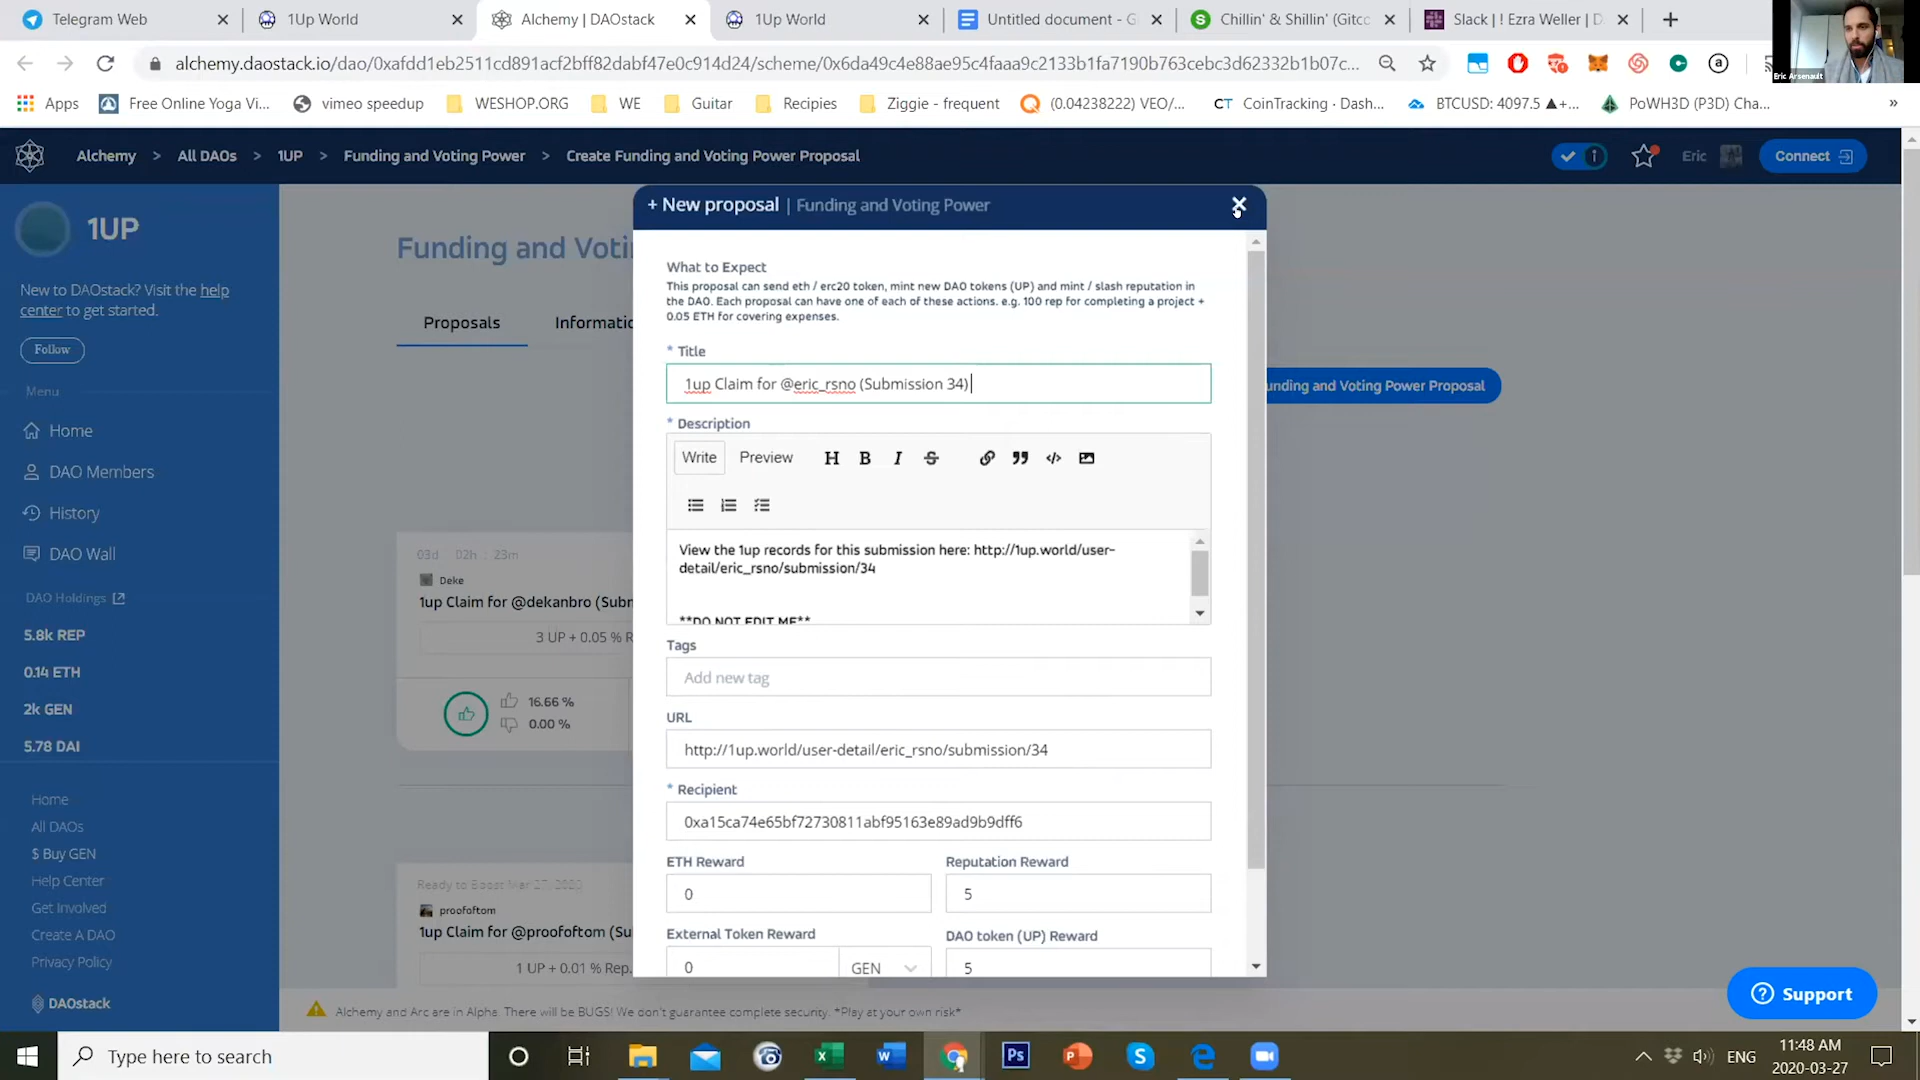 Telegram Web
1Up World
Alchemy | DAOstack
1Up World
Untitled document - G
Chillin' & Shillin' (Gitcc
Slack | ! Ezra Weller | D
Eric Arsenault
alchemy.daostack.io/dao/0xafdd1eb2511cd891acf2bff82dabf47e0c914d24/scheme/0x6da49c4e88ae95c4faaa9c2133b1fa7190b763cebc3d62332b1b07c...
Apps
Free Online Yoga Vi...
vimeo speedup
WESHOP.ORG
WE
Guitar
Recipies
Ziggie - frequent
(0.04238222) VEO/...
CT
CoinTracking · Dash...
BTCUSD: 4097.5 ▲+...
PoWH3D (P3D) Cha...
»
Alchemy > All DAOs > 1UP > Funding and Voting Power > Create Funding and Voting Power Proposal
Eric
Connect
1UP
New to DAOstack? Visit the help
center to get started.
Follow
Menu
Home
DAO Members
History
DAO Wall
DAO Holdings
5.8k REP
0.14 ETH
2k GEN
5.78 DAI
Home
All DAOs
$ Buy GEN
Help Center
Get Involved
Create A DAO
Privacy Policy
DAOstack
Funding and Voti
Proposals
Informatio
unding and Voting Power Proposal
03d : 02h : 23m
Deke
1up Claim for @dekanbro (Subn
3 UP + 0.05 % R
16.66 %
0.00 %
Ready to Boost Mar 27, 2020
proofoftom
1up Claim for @proofoftom (Su
1 UP + 0.01 % Rep.
+ New proposal | Funding and Voting Power
What to Expect
This proposal can send eth / erc20 token, mint new DAO tokens (UP) and mint / slash reputation in
the DAO. Each proposal can have one of each of these actions. e.g. 100 rep for completing a project +
0.05 ETH for covering expenses.
* Title
1up Claim for @eric_rsno (Submission 34)
* Description
Write
Preview
H
B
I
S
View the 1up records for this submission here: http://1up.world/user-
detail/eric_rsno/submission/34
**DO NOT EDIT ME**
Tags
Add new tag
URL
http://1up.world/user-detail/eric_rsno/submission/34
* Recipient
0xa15ca74e65bf72730811abf95163e89ad9b9dff6
ETH Reward
0
Reputation Reward
5
External Token Reward
0
GEN
DAO token (UP) Reward
5
Support
Alchemy and Arc are in Alpha. There will be BUGS! We don't guarantee complete security. *Play at your own risk*
Type here to search
Ps
ENG
11:48 AM
2020-03-27